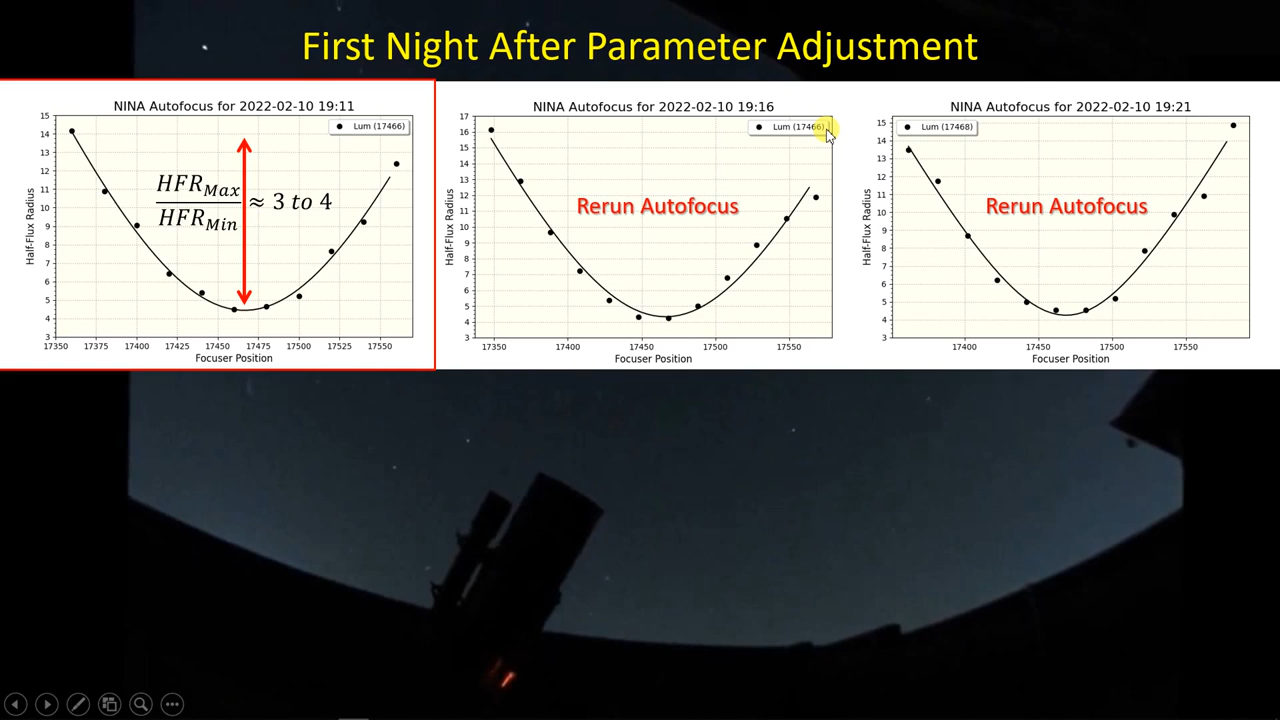 First Night After Parameter Adjustment
NINA Autofocus for 2022-02-10 19:11
Half-Flux Radius
15
14
13
12
11
10
9
8
7
6
5
4
3
Lum (17466)
HFR_Max / HFR_Min ≈ 3 to 4
17350 17375 17400 17425 17450 17475 17500 17525 17550
Focuser Position
NINA Autofocus for 2022-02-10 19:16
Half-Flux Radius
17
16
15
14
13
12
11
10
9
8
7
6
5
4
3
Lum (17466)
Rerun Autofocus
17350 17400 17450 17500 17550
Focuser Position
NINA Autofocus for 2022-02-10 19:21
Half-Flux Radius
15
14
13
12
11
10
9
8
7
6
5
4
3
Lum (17468)
Rerun Autofocus
17400 17450 17500 17550
Focuser Position